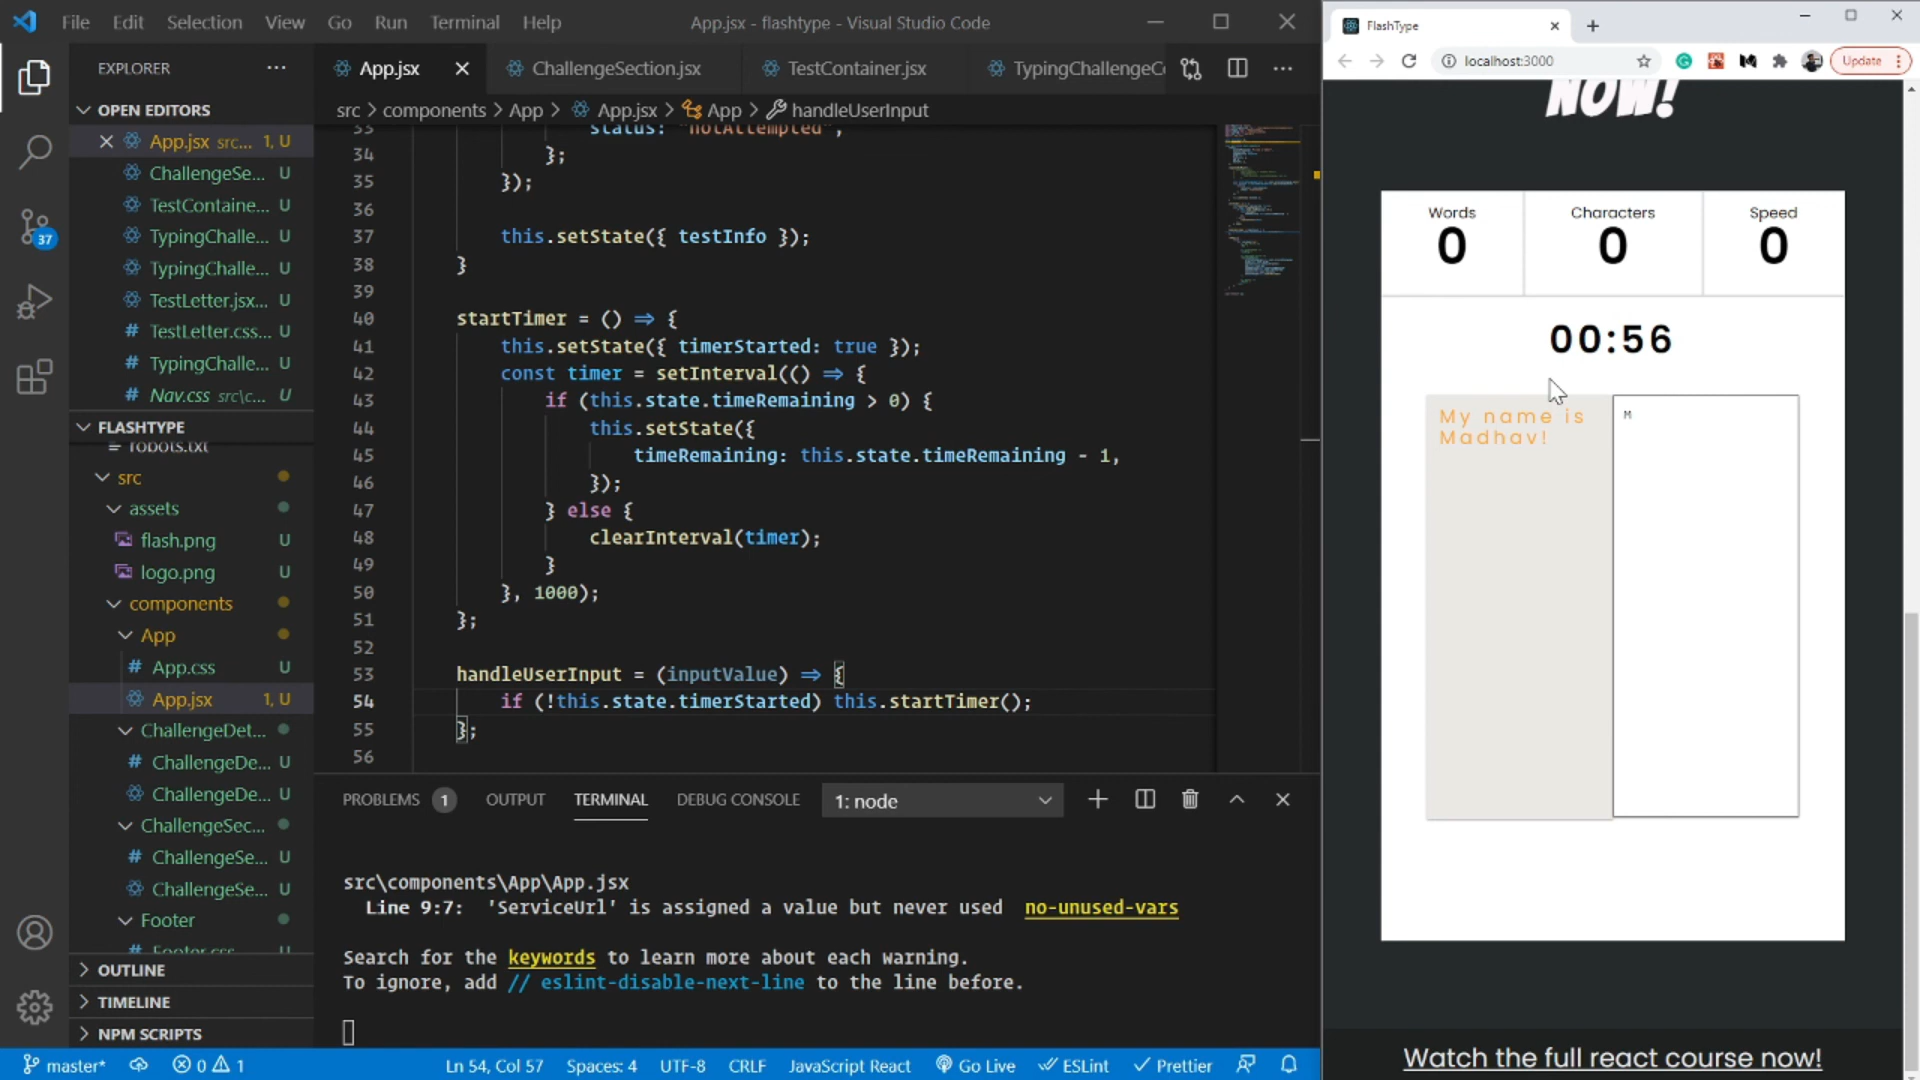 File Edit Selection View Go Run Terminal Help
App.jsx - flashtype - Visual Studio Code
EXPLORER
OPEN EDITORS
App.jsx src... 1, U
ChallengeSe... U
TestContaine... U
TypingChalle... U
TypingChalle... U
TestLetter.jsx... U
TestLetter.css... U
TypingChalle... U
Nav.css src\c... U
FLASHTYPE
robots.txt
src
assets
flash.png U
logo.png U
components
App
App.css U
App.jsx 1, U
ChallengeDet...
ChallengeDe... U
ChallengeDe... U
ChallengeSec...
ChallengeSe... U
ChallengeSe... U
Footer
Footer.css U
OUTLINE
TIMELINE
NPM SCRIPTS
37
App.jsx ChallengeSection.jsx TestContainer.jsx TypingChallengeCo
src > components > App > App.jsx > App > handleUserInput
33 status: "notAttempted",
34 };
35 });
36
37 this.setState({ testInfo });
38 }
39
40 startTimer = () => {
41 this.setState({ timerStarted: true });
42 const timer = setInterval(() => {
43 if (this.state.timeRemaining > 0) {
44 this.setState({
45 timeRemaining: this.state.timeRemaining - 1,
46 });
47 } else {
48 clearInterval(timer);
49 }
50 }, 1000);
51 };
52
53 handleUserInput = (inputValue) => {
54 if (!this.state.timerStarted) this.startTimer();
55 };
56
PROBLEMS 1 OUTPUT TERMINAL DEBUG CONSOLE 1: node
src\components\App\App.jsx
Line 9:7: 'ServiceUrl' is assigned a value but never used no-unused-vars
Search for the keywords to learn more about each warning.
To ignore, add // eslint-disable-next-line to the line before.
master* 0 1 Ln 54, Col 57 Spaces: 4 UTF-8 CRLF JavaScript React Go Live ESLint Prettier
FlashType
localhost:3000
Update
NOW!
Words Characters Speed
0 0 0
00:56
My name is
Madhav!
M
Watch the full react course now!